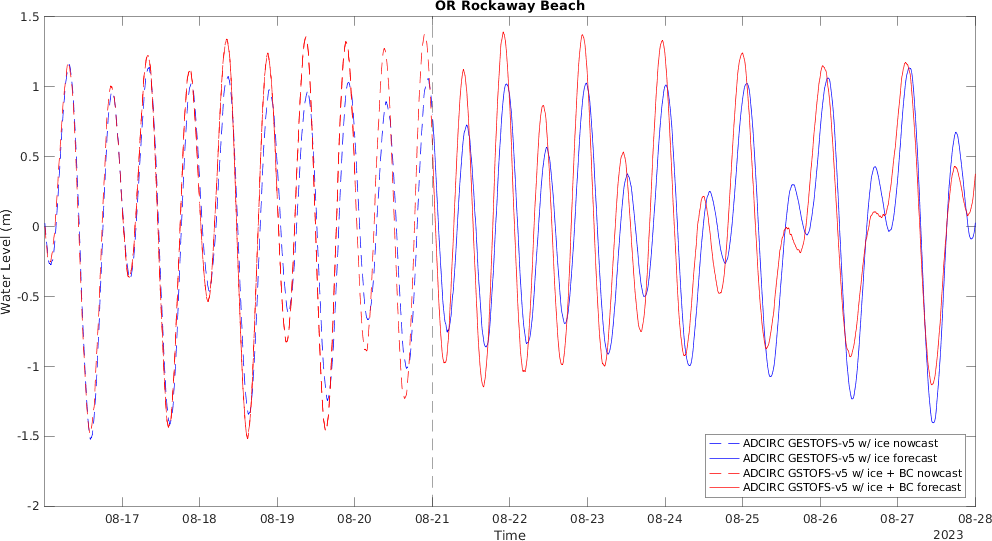 OR Rockaway Beach
1.5
1
0.5
0
-0.5
-1
-1.5
-2
Water Level (m)
08-17 08-18 08-19 08-20 08-21 08-22 08-23 08-24 08-25 08-26 08-27 08-28
Time
2023
ADCIRC GESTOFS-v5 w/ ice nowcast
ADCIRC GESTOFS-v5 w/ ice forecast
ADCIRC GSTOFS-v5 w/ ice + BC nowcast
ADCIRC GSTOFS-v5 w/ ice + BC forecast